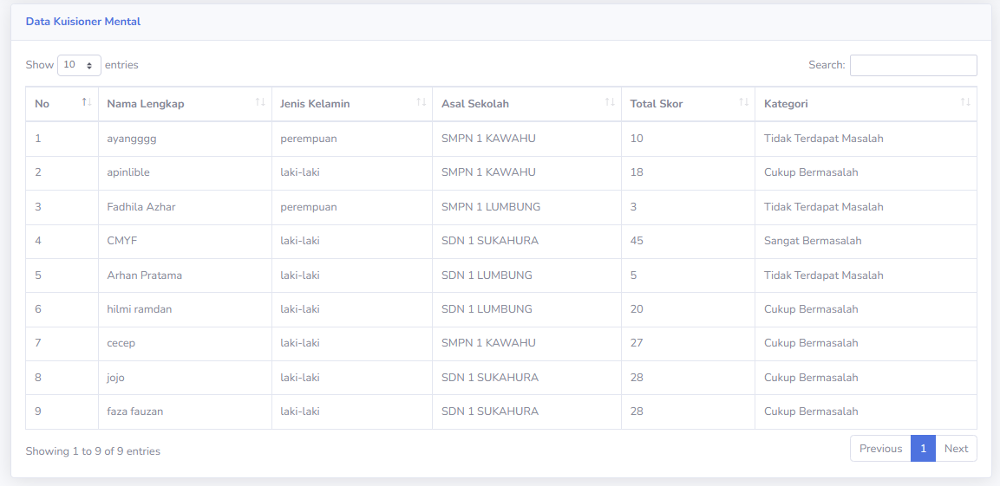 Data Kuisioner Mental
Show 10 entries Search:
No Nama Lengkap Jenis Kelamin Asal Sekolah Total Skor Kategori
1 ayangggg perempuan SMPN 1 KAWAHU 10 Tidak Terdapat Masalah
2 apinlible laki-laki SMPN 1 KAWAHU 18 Cukup Bermasalah
3 Fadhila Azhar perempuan SMPN 1 LUMBUNG 3 Tidak Terdapat Masalah
4 CMYF laki-laki SDN 1 SUKAHURA 45 Sangat Bermasalah
5 Arhan Pratama laki-laki SDN 1 LUMBUNG 5 Tidak Terdapat Masalah
6 hilmi ramdan laki-laki SDN 1 LUMBUNG 20 Cukup Bermasalah
7 cecep laki-laki SMPN 1 KAWAHU 27 Cukup Bermasalah
8 jojo laki-laki SDN 1 SUKAHURA 28 Cukup Bermasalah
9 faza fauzan laki-laki SDN 1 SUKAHURA 28 Cukup Bermasalah
Showing 1 to 9 of 9 entries Previous 1 Next